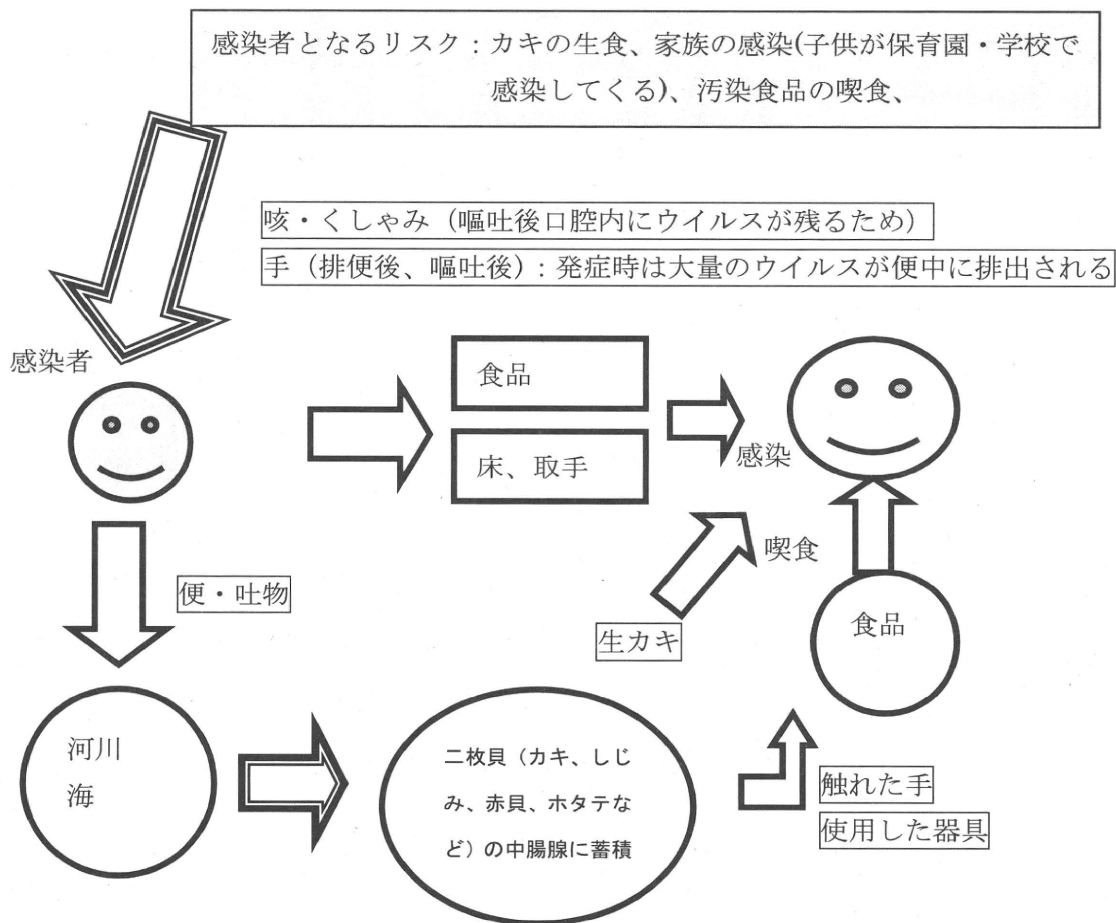 感染者となるリスク：カキの生食、家族の感染(子供が保育園・学校で
感染してくる)、汚染食品の喫食、
咳・くしゃみ（嘔吐後口腔内にウイルスが残るため）
手（排便後、嘔吐後）：発症時は大量のウイルスが便中に排出される
感染者
食品
床、取手
感染
喫食
便・吐物
生カキ
食品
河川
海
二枚貝（カキ、しじ
み、赤貝、ホタテな
ど）の中腸腺に蓄積
触れた手
使用した器具